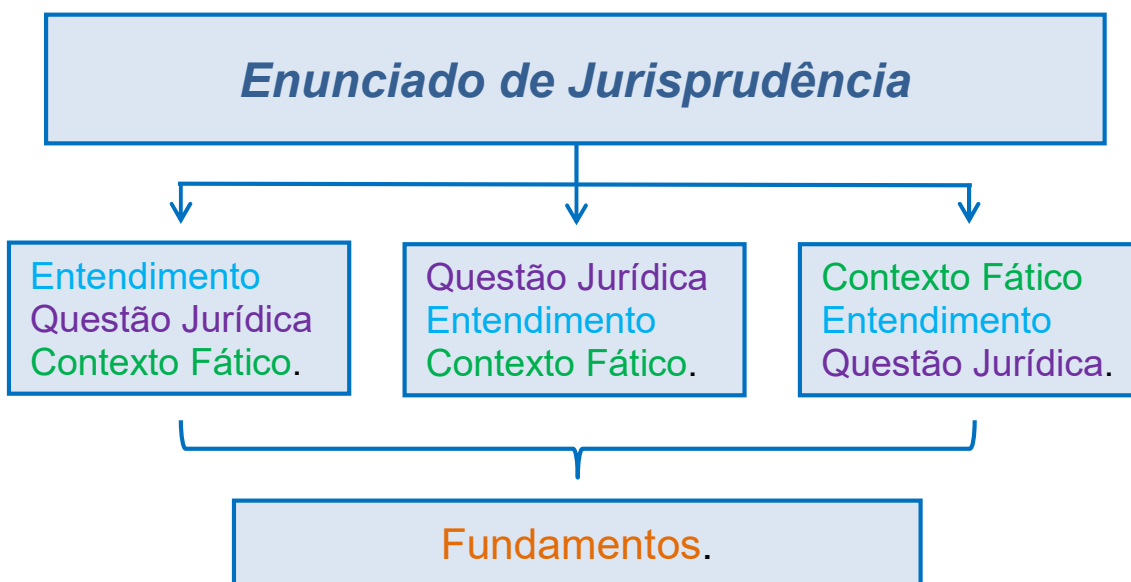 Enunciado de Jurisprudência
Entendimento
Questão Jurídica
Contexto Fático.
Questão Jurídica
Entendimento
Contexto Fático.
Contexto Fático
Entendimento
Questão Jurídica.
Fundamentos.